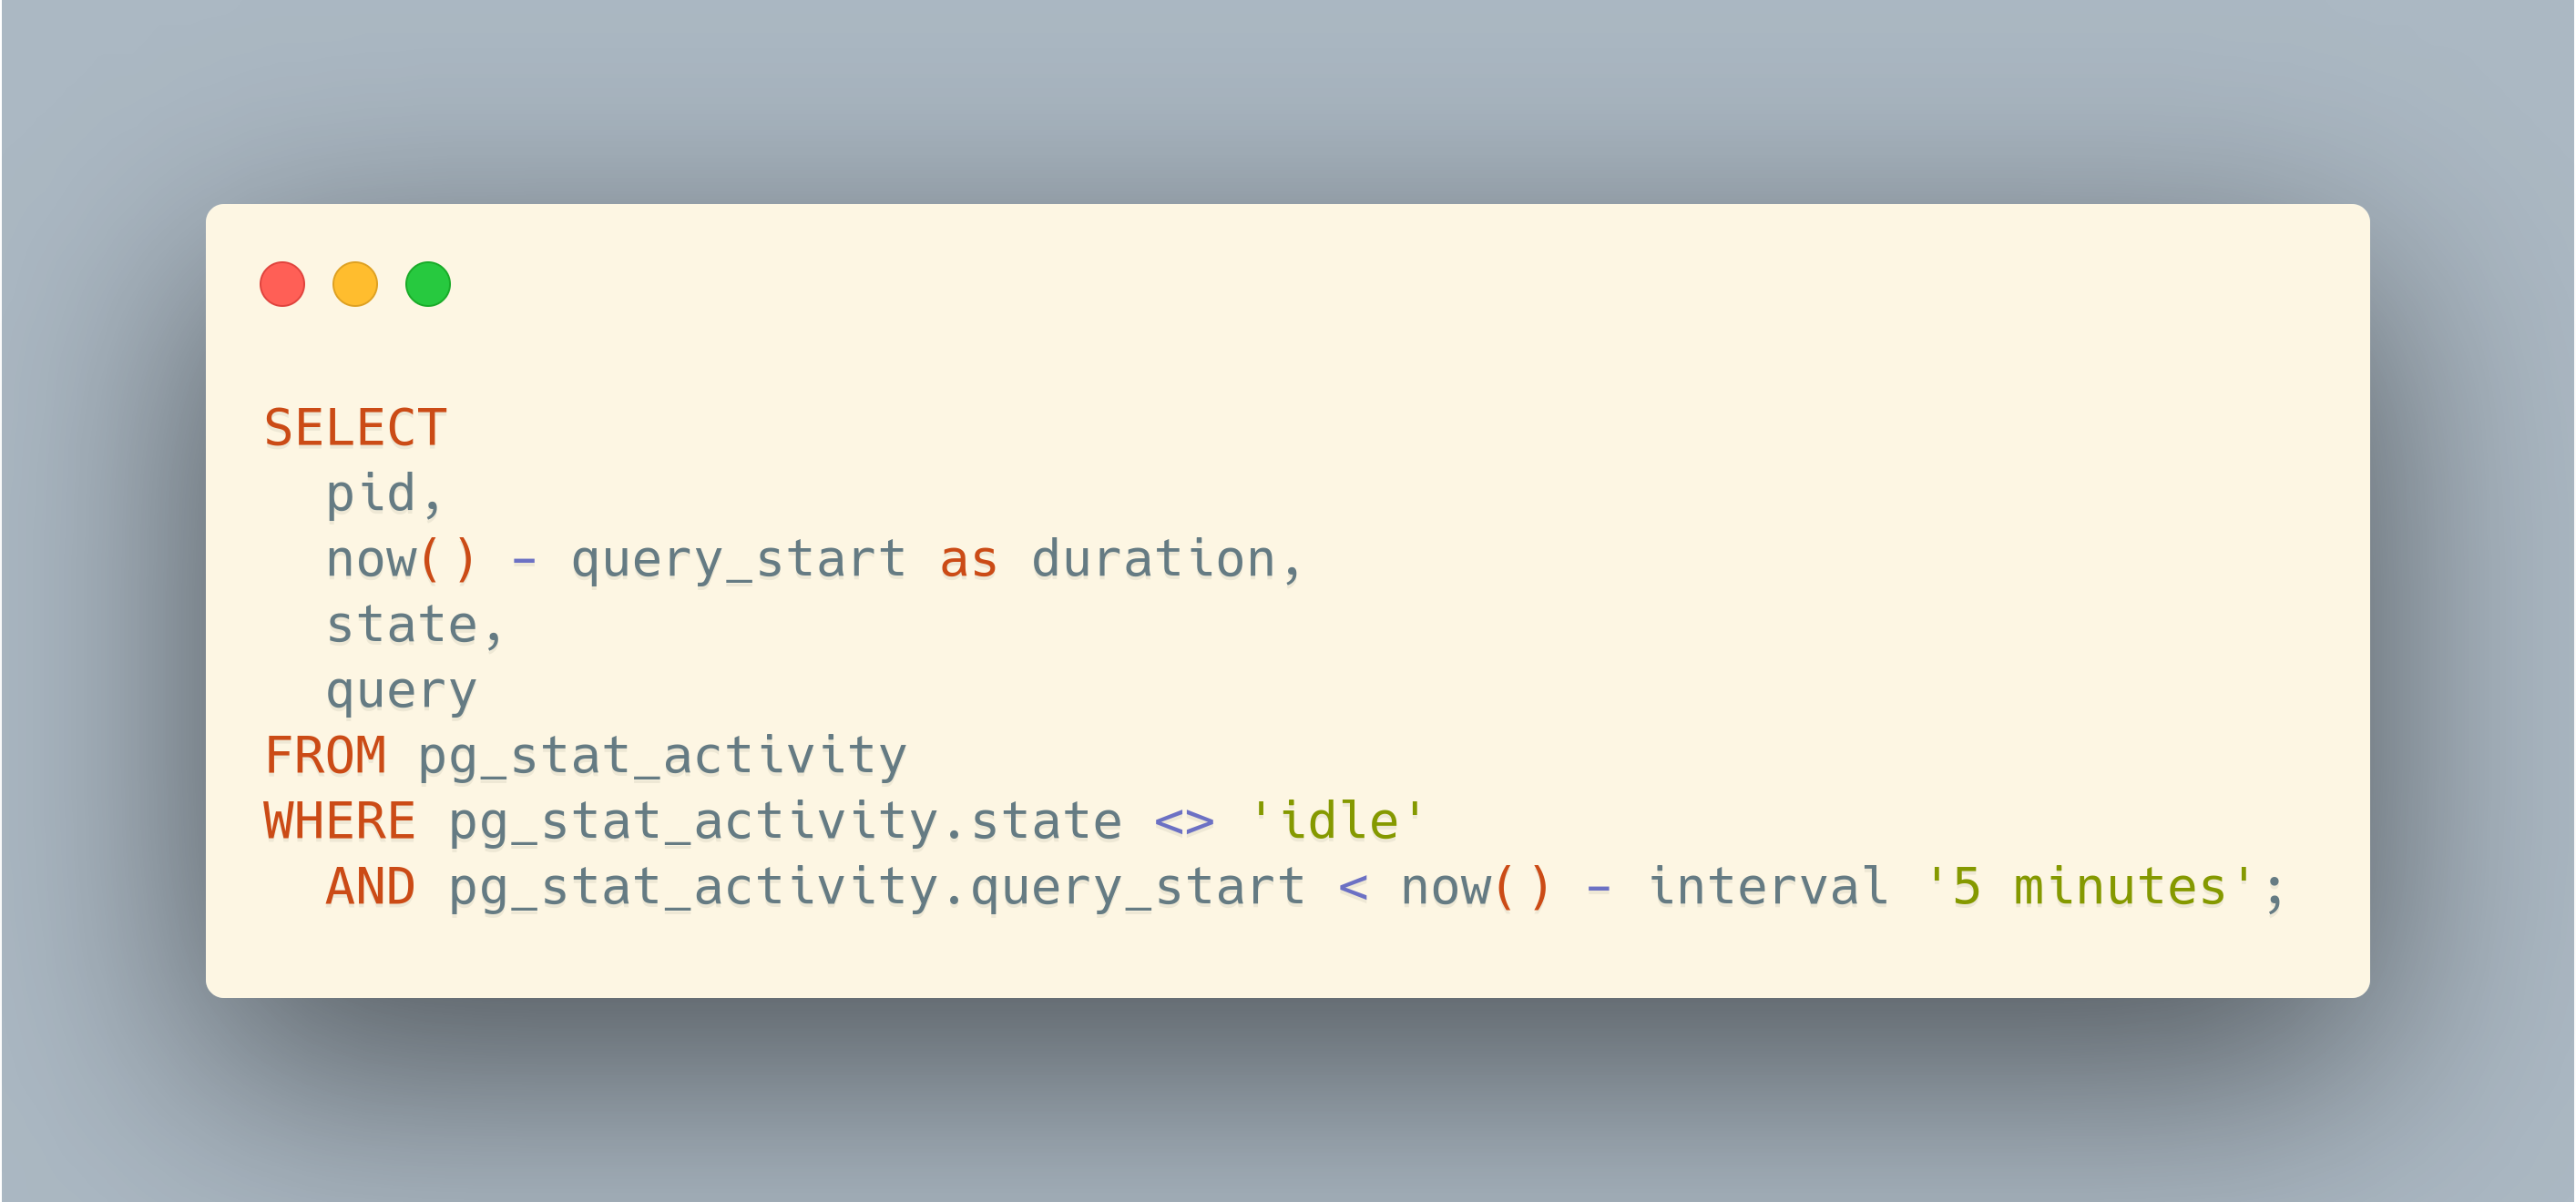 SELECT
  pid,
  now() - query_start as duration,
  state,
  query
FROM pg_stat_activity
WHERE pg_stat_activity.state <> 'idle'
  AND pg_stat_activity.query_start < now() - interval '5 minutes';